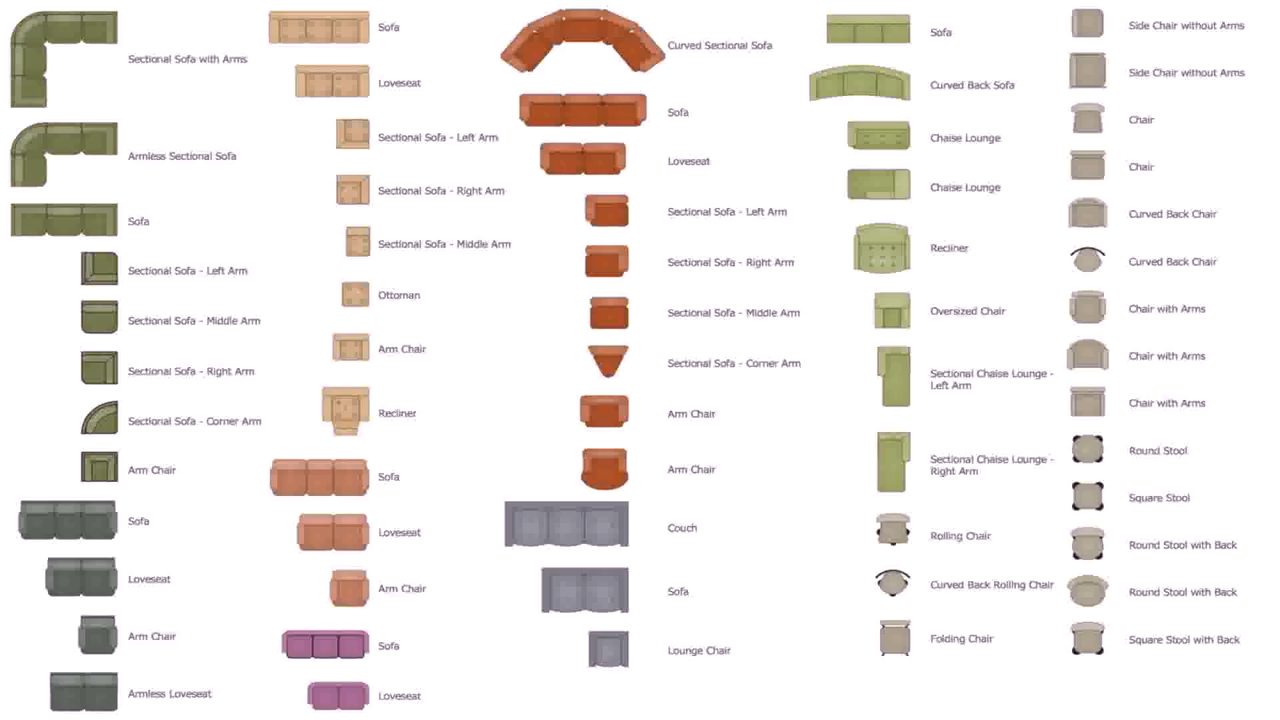 Sectional Sofa with Arms
Armless Sectional Sofa
Sofa
Sectional Sofa - Left Arm
Sectional Sofa - Middle Arm
Sectional Sofa - Right Arm
Sectional Sofa - Corner Arm
Arm Chair
Sofa
Loveseat
Arm Chair
Armless Loveseat
Sofa
Loveseat
Sectional Sofa - Left Arm
Sectional Sofa - Right Arm
Sectional Sofa - Middle Arm
Ottoman
Arm Chair
Recliner
Sofa
Loveseat
Arm Chair
Sofa
Loveseat
Curved Sectional Sofa
Sofa
Loveseat
Sectional Sofa - Left Arm
Sectional Sofa - Right Arm
Sectional Sofa - Middle Arm
Sectional Sofa - Corner Arm
Arm Chair
Arm Chair
Couch
Sofa
Lounge Chair
Sofa
Curved Back Sofa
Chaise Lounge
Chaise Lounge
Recliner
Oversized Chair
Sectional Chaise Lounge -
Left Arm
Sectional Chaise Lounge -
Right Arm
Rolling Chair
Curved Back Rolling Chair
Folding Chair
Side Chair without Arms
Side Chair without Arms
Chair
Chair
Curved Back Chair
Curved Back Chair
Chair with Arms
Chair with Arms
Chair with Arms
Round Stool
Square Stool
Round Stool with Back
Round Stool with Back
Square Stool with Back